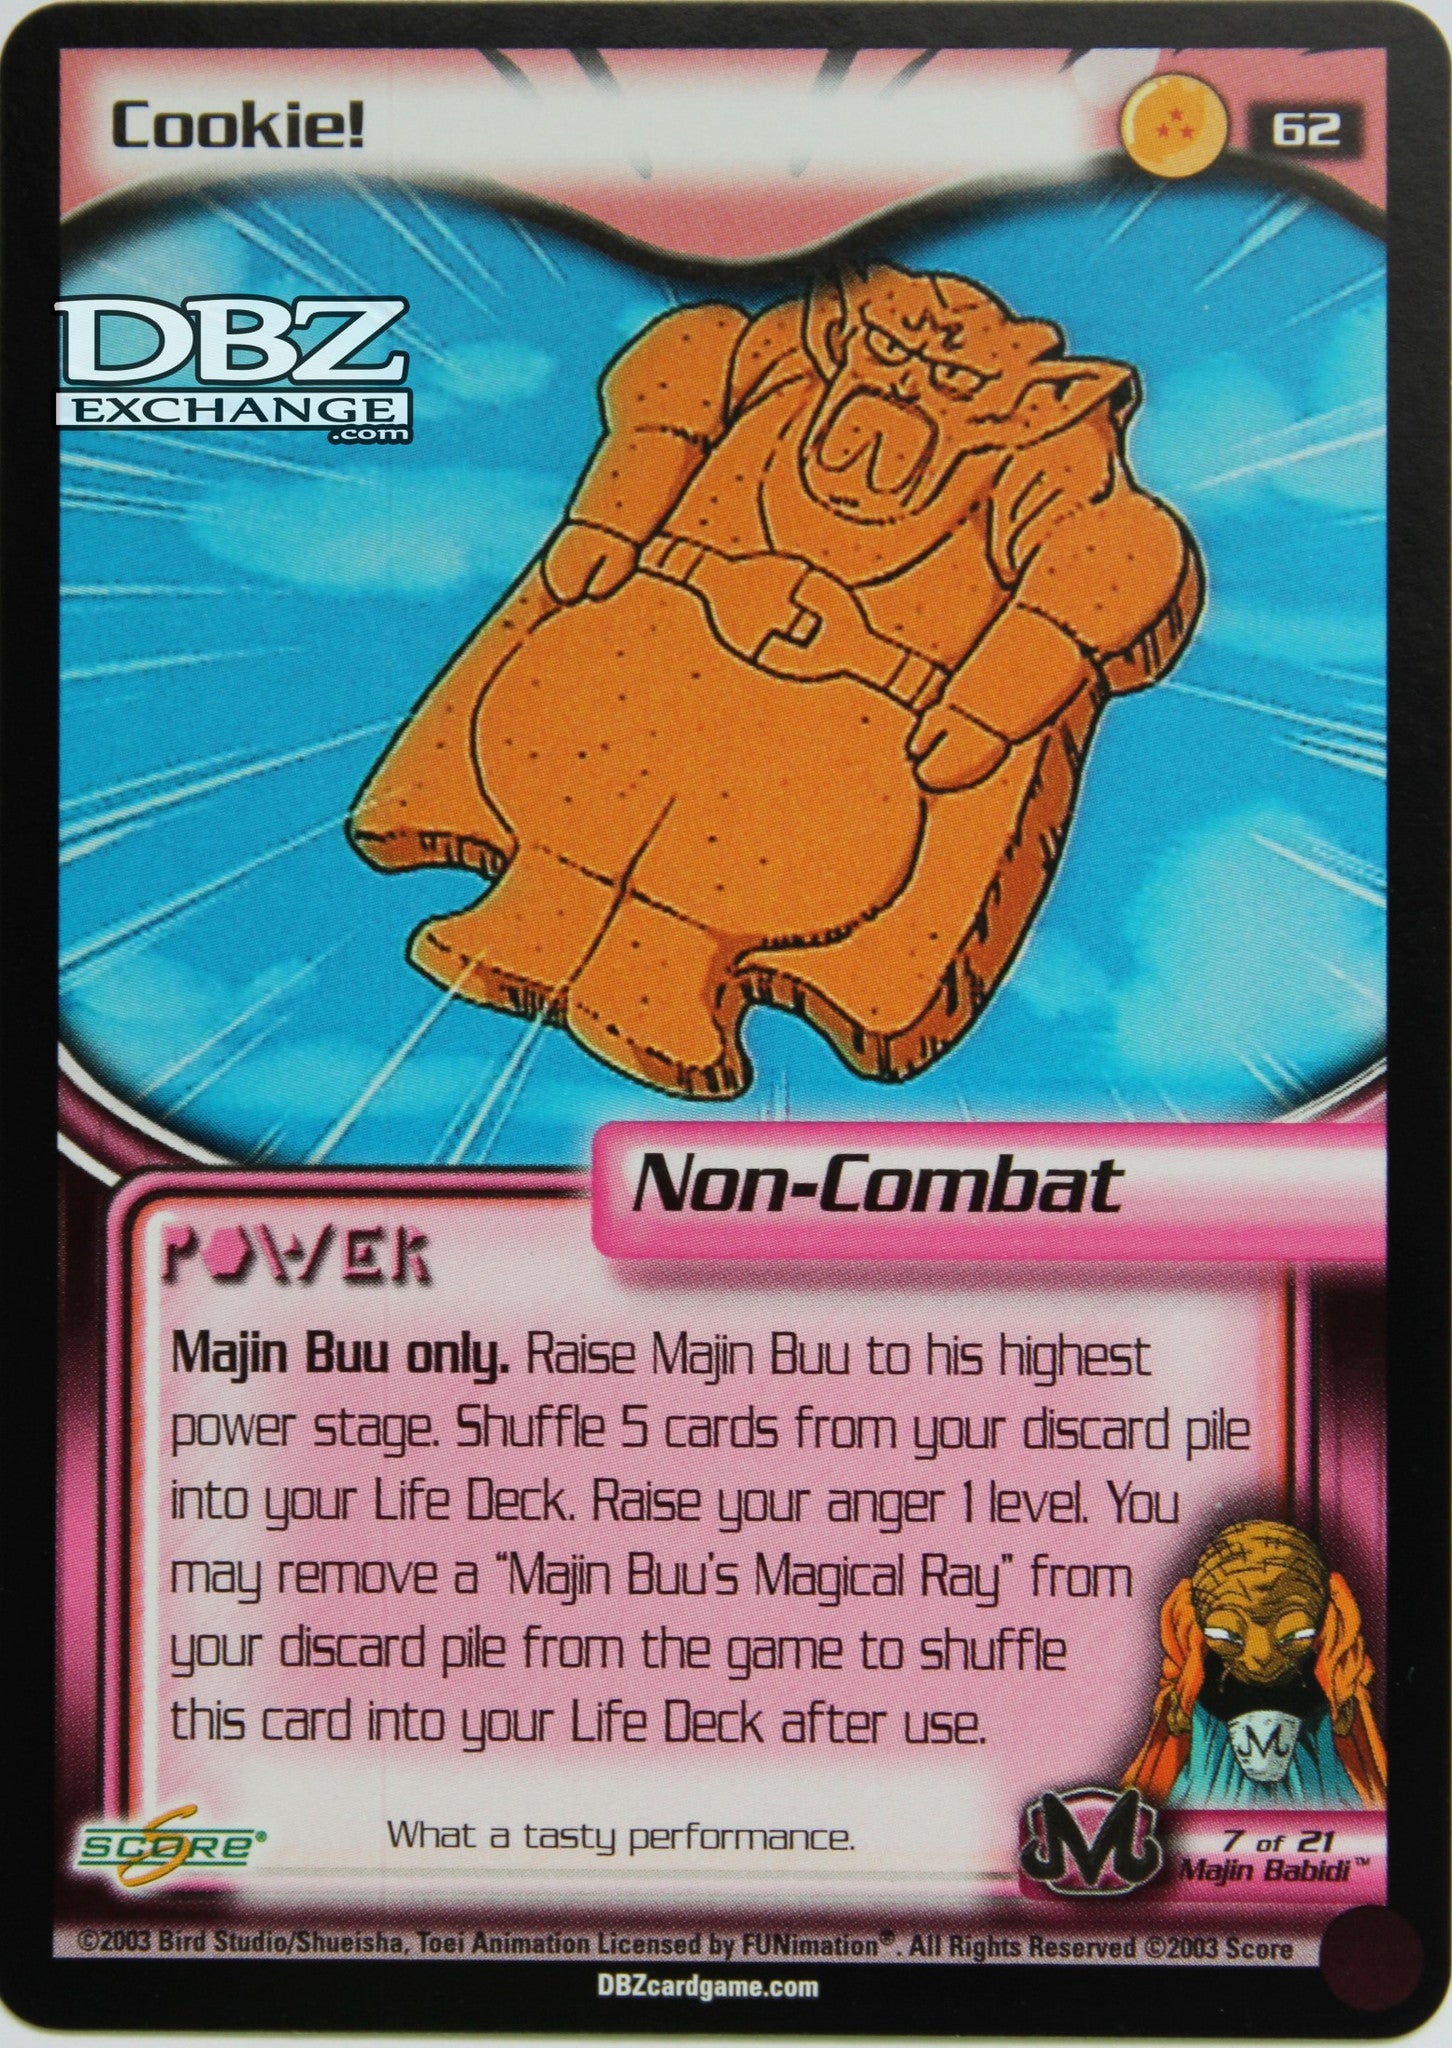 Cookie!
62
DBZ
EXCHANGE
.com
Non-Combat
POWER
Majin Buu only. Raise Majin Buu to his highest
power stage. Shuffle 5 cards from your discard pile
into your Life Deck. Raise your anger 1 level. You
may remove a "Majin Buu's Magical Ray" from
your discard pile from the game to shuffle
this card into your Life Deck after use.
What a tasty performance.
SCORE®
M
M
7 of 21
Majin Babidi™
©2003 Bird Studio/Shueisha, Toei Animation Licensed by FUNimation®. All Rights Reserved ©2003 Score
DBZcardgame.com